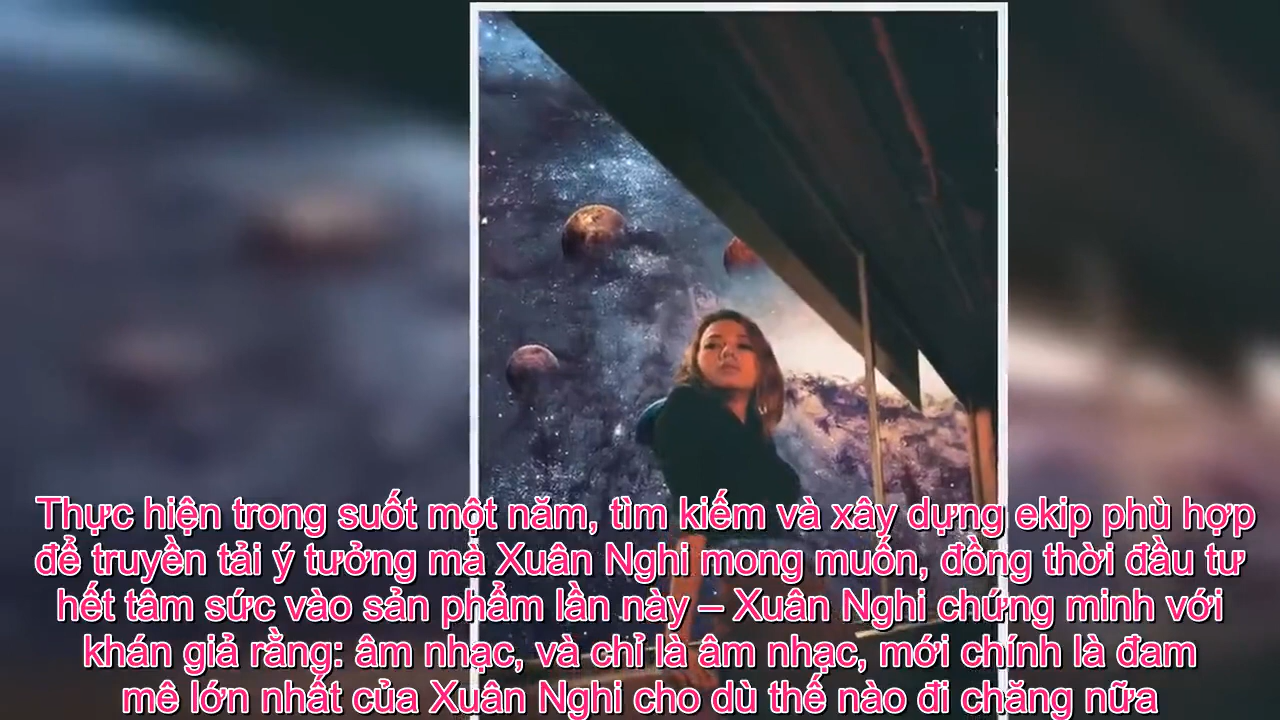 Thực hiện trong suốt một năm, tìm kiếm và xây dựng ekip phù hợp
để truyền tải ý tưởng mà Xuân Nghi mong muốn, đồng thời đầu tư
hết tâm sức vào sản phẩm lần này – Xuân Nghi chứng minh với
khán giả rằng: âm nhạc, và chỉ là âm nhạc, mới chính là đam
mê lớn nhất của Xuân Nghi cho dù thế nào đi chăng nữa